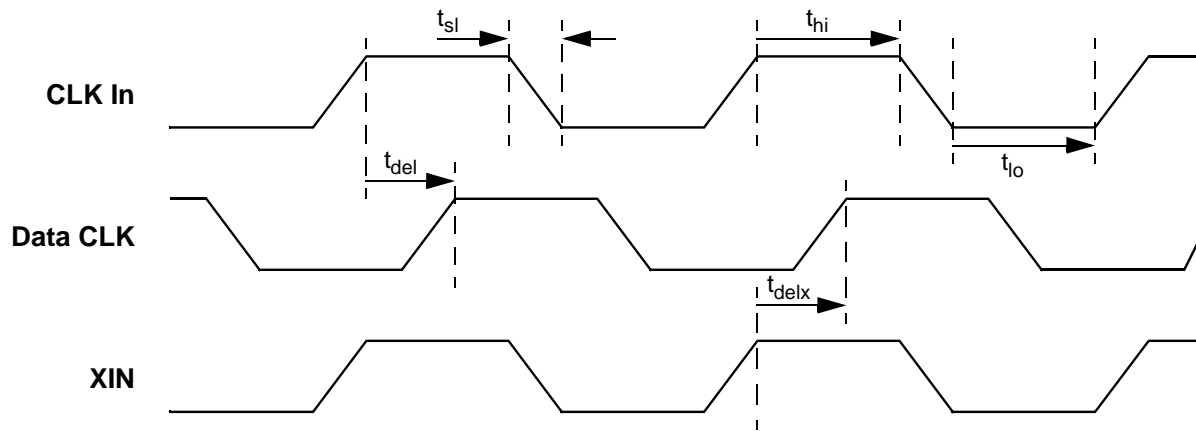 t_sl
t_hi
CLK In
t_lo
t_del
Data CLK
t_delx
XIN